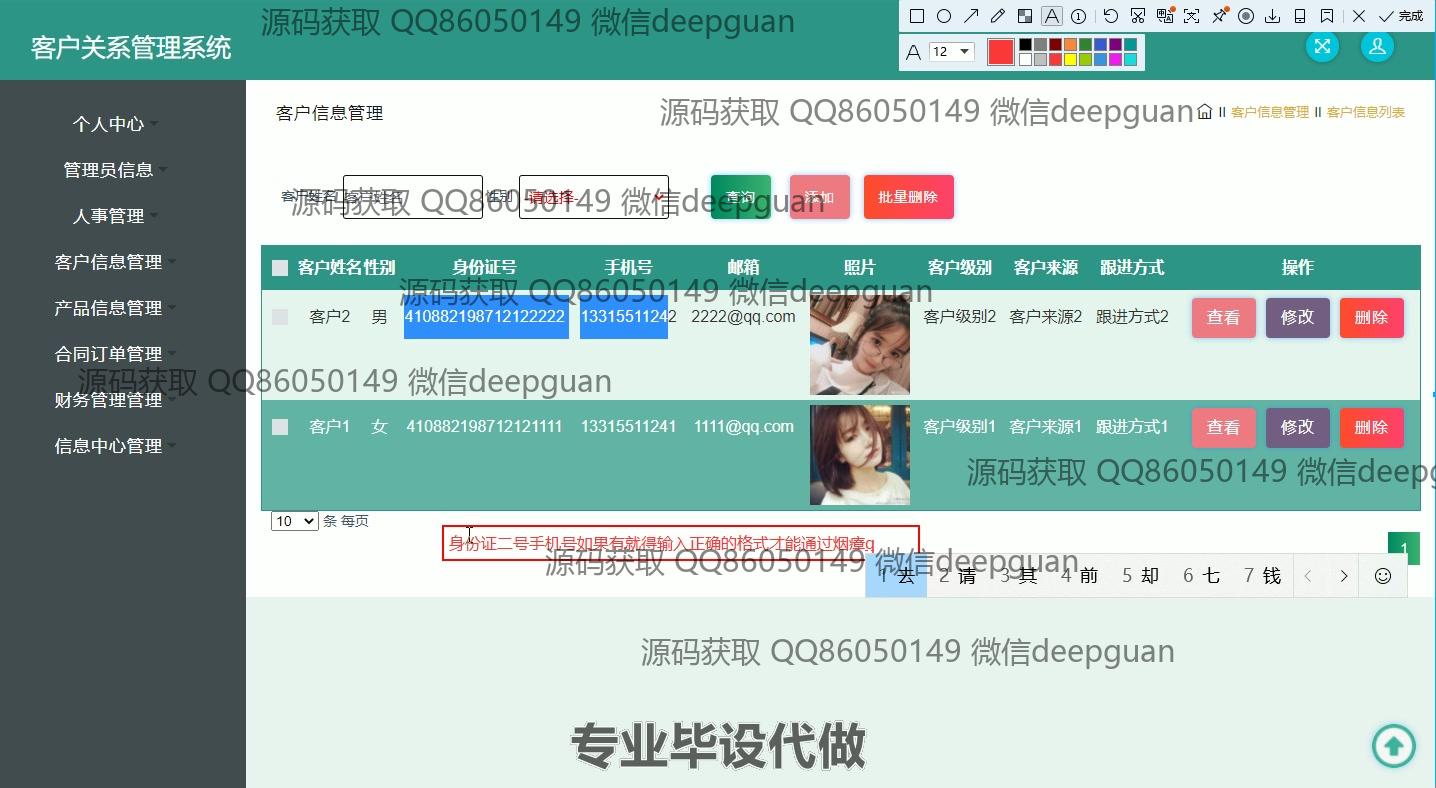 客户关系管理系统
源码获取 QQ86050149 微信deepguan
12
完成
个人中心
管理员信息
人事管理
客户信息管理
产品信息管理
合同订单管理
财务管理管理
信息中心管理
客户信息管理
源码获取 QQ86050149 微信deepguan
客户信息管理 客户信息列表
客户姓名 客户姓名 性别 -请选择- 查询 添加 批量删除
源码获取 QQ86050149 微信deepguan
客户姓名 性别 身份证号 手机号 邮箱 照片 客户级别 客户来源 跟进方式 操作
源码获取 QQ86050149 微信deepguan
客户2 男 410882198712122222 13315511242 2222@qq.com 客户级别2 客户来源2 跟进方式2 查看 修改 删除
源码获取 QQ86050149 微信deepguan
客户1 女 410882198712121111 13315511241 1111@qq.com 客户级别1 客户来源1 跟进方式1 查看 修改 删除
源码获取 QQ86050149 微信deepg
10 条 每页
身份证二号手机号如果有就得输入正确的格式才能通过烟瘴q
1
源码获取 QQ86050149 微信deepguan
1 去 2 请 3 其 4 前 5 却 6 七 7 钱
源码获取 QQ86050149 微信deepguan
专业毕设代做